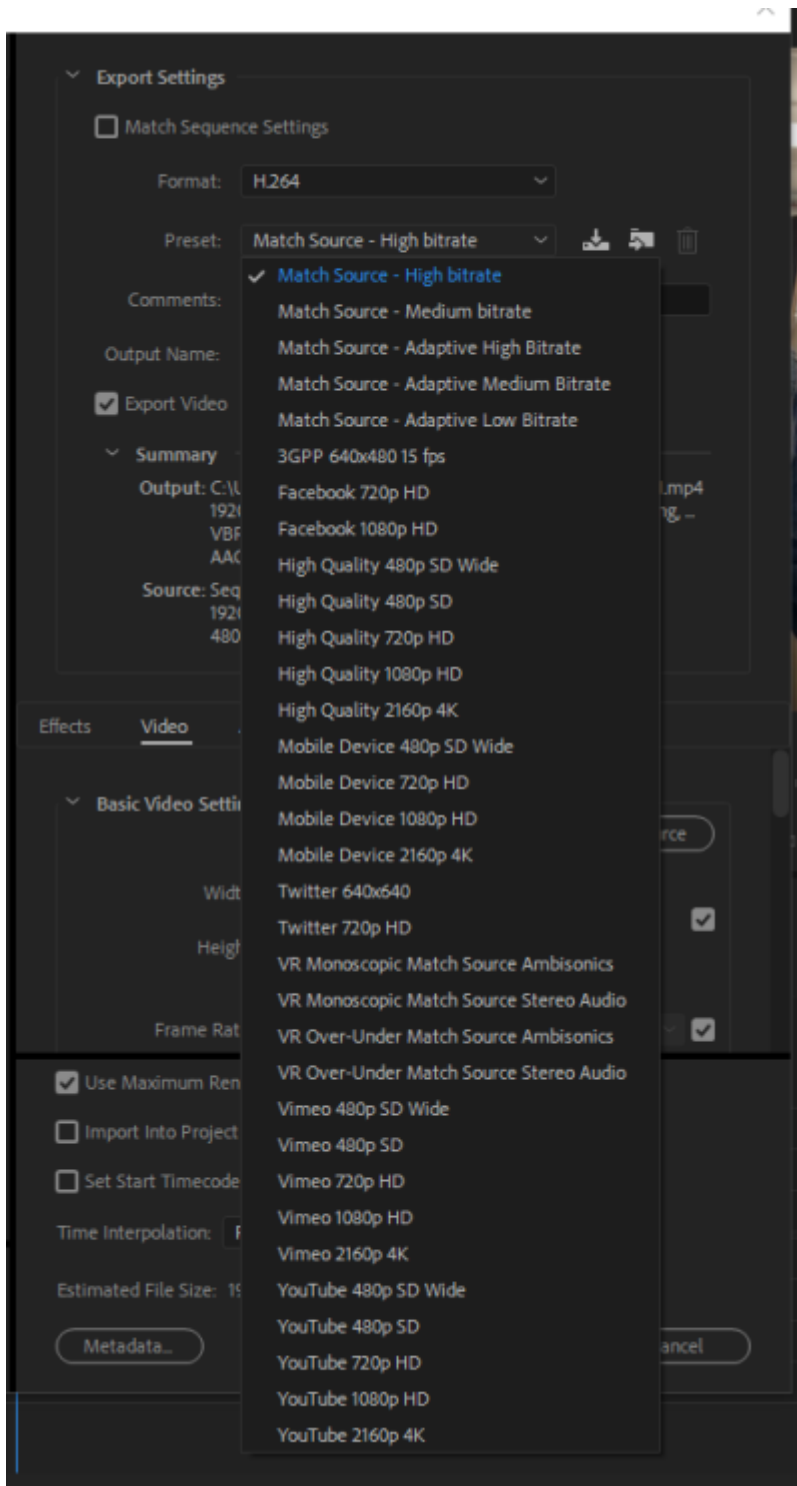 Export Settings
Match Sequence Settings
Format: H.264
Preset: Match Source - High bitrate
Match Source - High bitrate
Comments:
Match Source - Medium bitrate
Match Source - Adaptive High Bitrate
Output Name:
Match Source - Adaptive Medium Bitrate
Export Video
Match Source - Adaptive Low Bitrate
Summary
3GPP 640x480 15 fps
Output: C:\U
.mp4
Facebook 720p HD
Facebook 1080p HD
High Quality 480p SD Wide
Source: Seq
High Quality 480p SD
480
High Quality 720p HD
High Quality 1080p HD
High Quality 2160p 4K
Effects Video
Mobile Device 480p SD Wide
Mobile Device 720p HD
Basic Video Setti
Mobile Device 1080p HD
rce
Mobile Device 2160p 4K
Widt
Twitter 640x640
Twitter 720p HD
Heigh
VR Monoscopic Match Source Ambisonics
VR Monoscopic Match Source Stereo Audio
Frame Rat
VR Over-Under Match Source Ambisonics
VR Over-Under Match Source Stereo Audio
Use Maximum Ren
Vimeo 480p SD Wide
Import Into Project
Vimeo 480p SD
Set Start Timecode
Vimeo 720p HD
Vimeo 1080p HD
Time Interpolation:
Vimeo 2160p 4K
Estimated File Size: 19
YouTube 480p SD Wide
YouTube 480p SD
Metadata...
ancel
YouTube 720p HD
YouTube 1080p HD
YouTube 2160p 4K